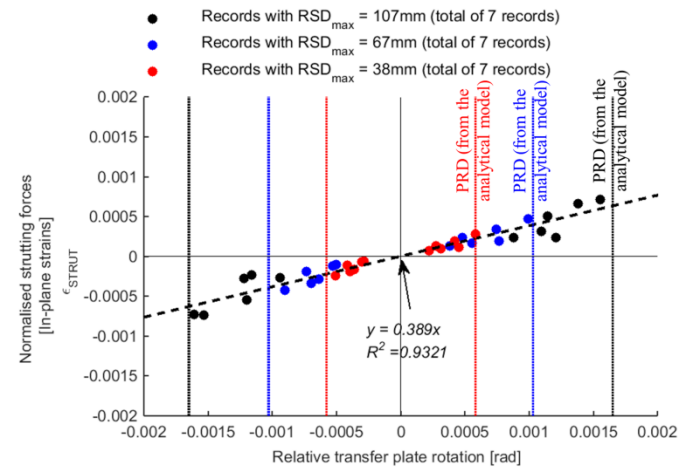 Records with RSDmax = 107mm (total of 7 records)
Records with RSDmax = 67mm (total of 7 records)
Records with RSDmax = 38mm (total of 7 records)
0.002
0.0015
0.001
0.0005
0
-0.0005
-0.001
-0.0015
-0.002
Normalised strutting forces
[In-plane strains]
ϵSTRUT
PRD (from the
analytical model)
PRD (from the
analytical model)
PRD (from the
analytical model)
y = 0.389x
R² =0.9321
-0.002 -0.0015 -0.001 -0.0005 0 0.0005 0.001 0.0015 0.002
Relative transfer plate rotation [rad]